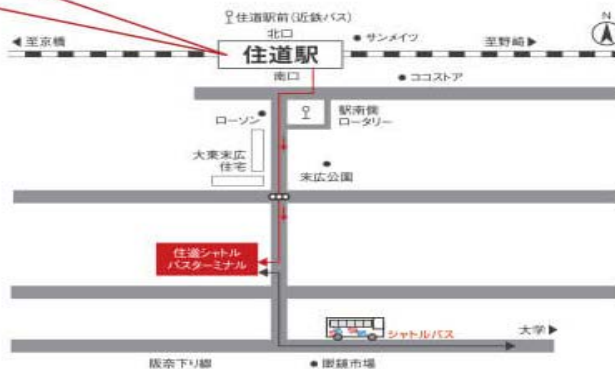 住道駅前(近鉄バス)
北口
サンメイツ
N
至京橋
住道駅
至野崎
南口
ココストア
ローソン
駅南側
ロータリー
大東末広
住宅
末広公園
住道シャトル
バスターミナル
シャトルバス
大学
阪奈下り線
眼鏡市場